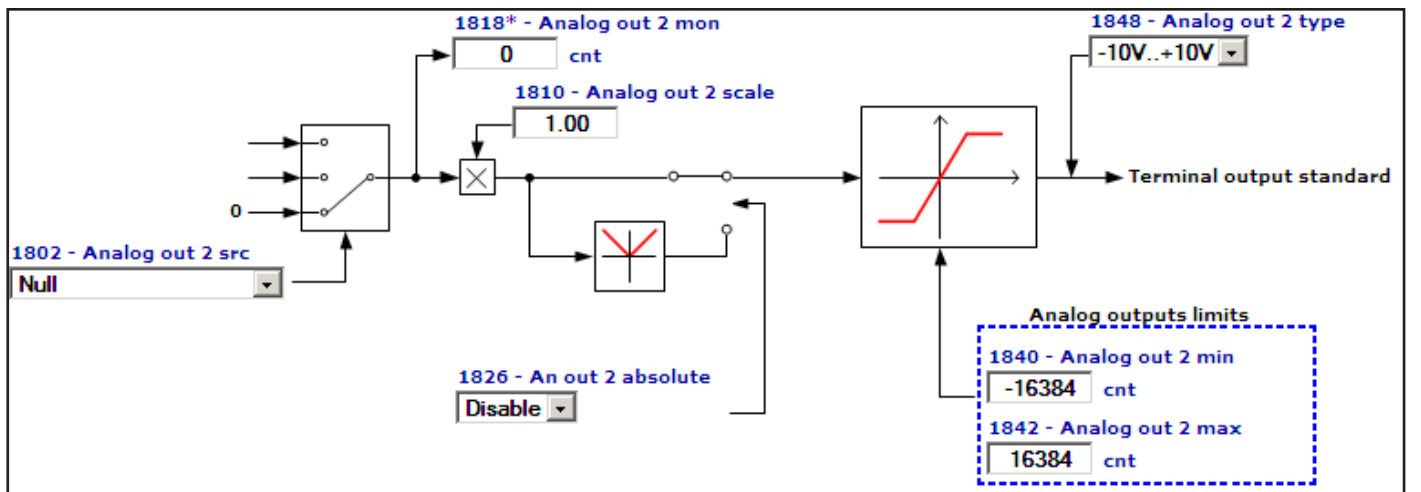 1818* - Analog out 2 mon
0 cnt
1848 - Analog out 2 type
-10V..+10V
1810 - Analog out 2 scale
1.00
0
Terminal output standard
1802 - Analog out 2 src
Null
Analog outputs limits
1840 - Analog out 2 min
-16384 cnt
1826 - An out 2 absolute
Disable
1842 - Analog out 2 max
16384 cnt